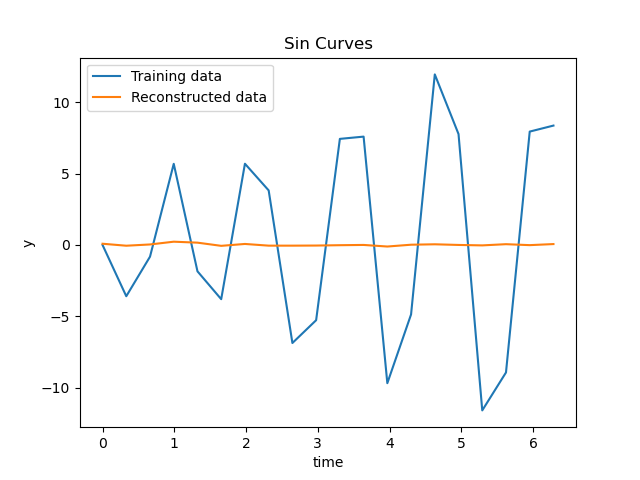 Sin Curves
Training data
Reconstructed data
10
5
0
−5
−10
y
0 1 2 3 4 5 6
time